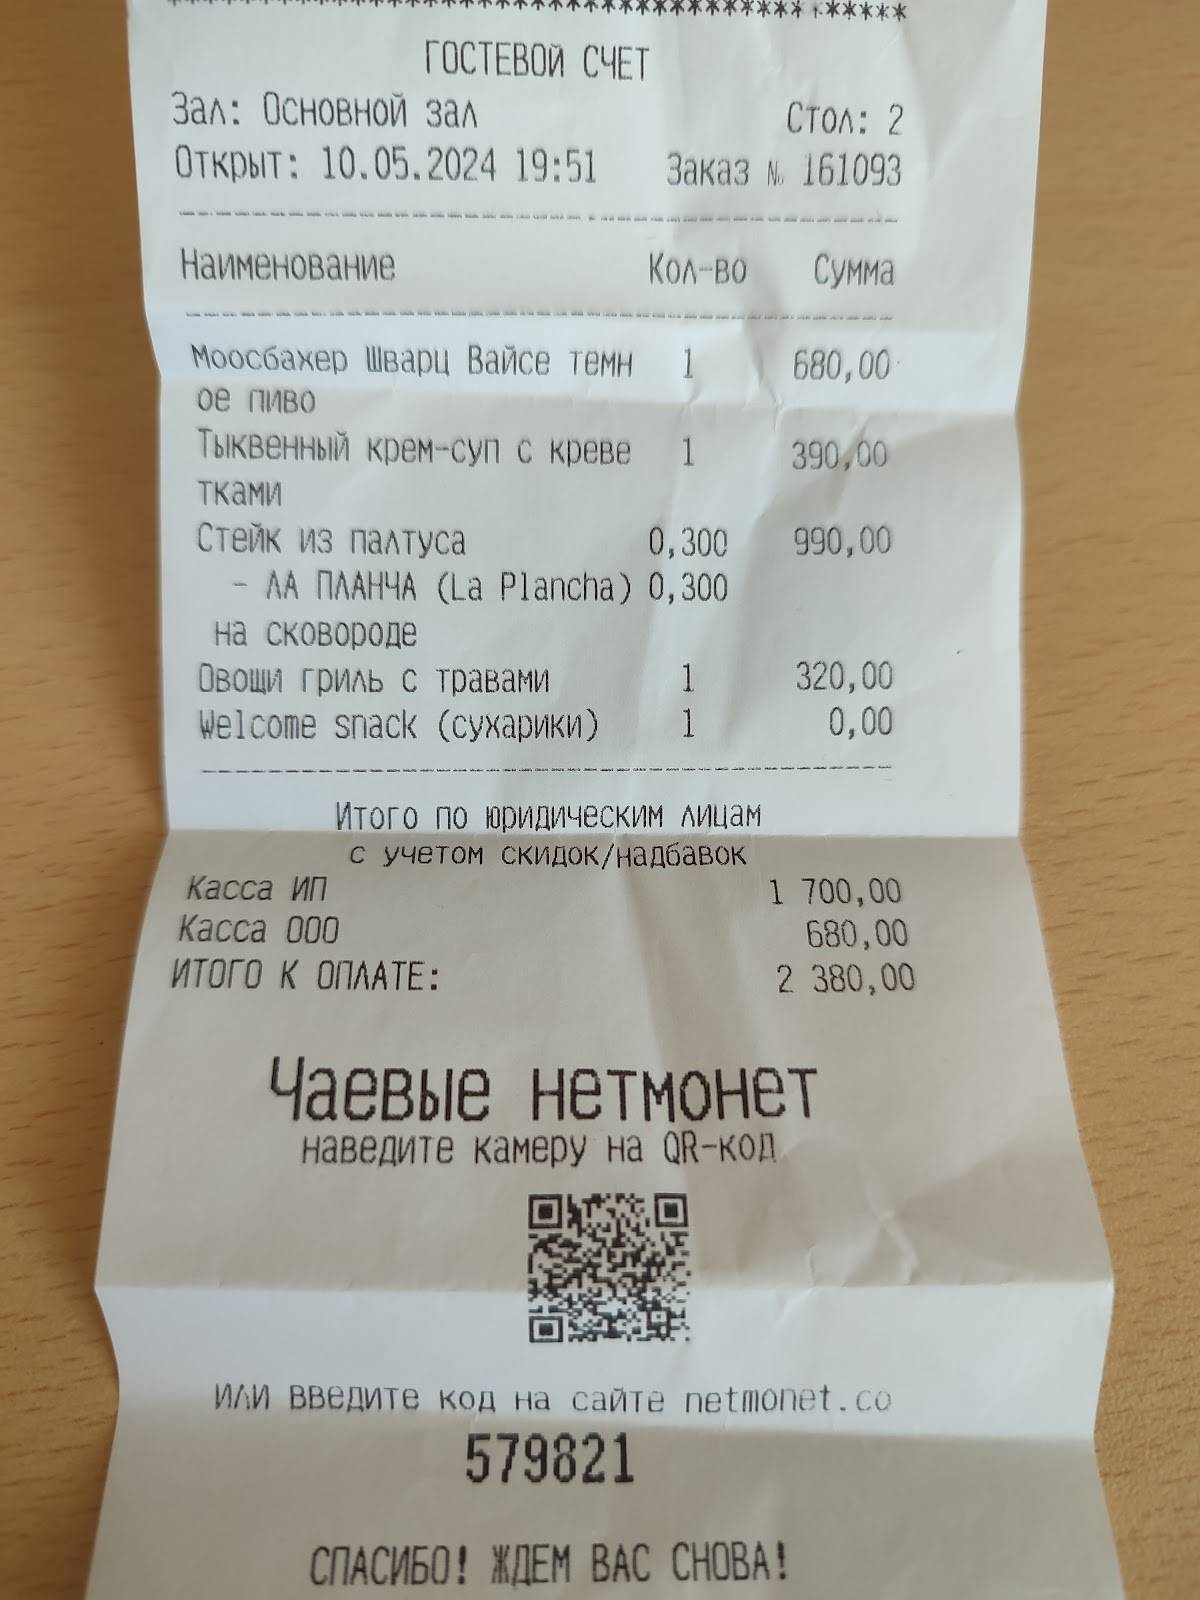 ГОСТЕВОЙ СЧЕТ
Зал: Основной зал Стол: 2
Открыт: 10.05.2024 19:51 Заказ № 161093
Наименование Кол-во Сумма
Моосбахер Шварц Вайсе темн 1 680,00
ое пиво
Тыквенный крем-суп с креве 1 390,00
тками
Стейк из палтуса 0,300 990,00
- ЛА ПЛАНЧА (La Plancha) 0,300
на сковороде
Овощи гриль с травами 1 320,00
Welcome snack (сухарики) 1 0,00
Итого по юридическим лицам
с учетом скидок/надбавок
Касса ИП 1 700,00
Касса ООО 680,00
ИТОГО К ОПЛАТЕ: 2 380,00
Чаевые нетмонет
наведите камеру на QR-код
или введите код на сайте netmonet.co
579821
СПАСИБО! ЖДЕМ ВАС СНОВА!